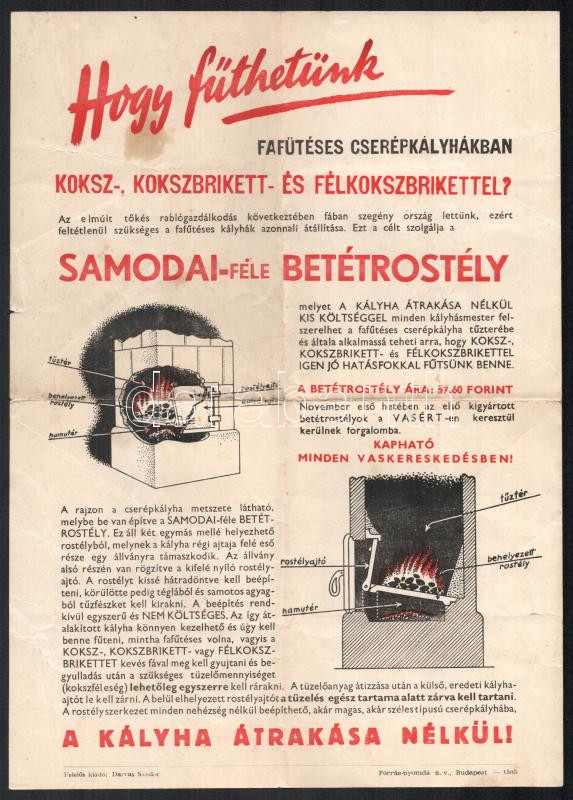 Hogy fűthetünk
FAFŰTÉSES CSERÉPKÁLYHÁKBAN
KOKSZ-, KOKSZBRIKETT- ÉS FÉLKOKSZBRIKETTEL?
Az elmúlt tőkés rablógazdálkodás következtében fában szegény ország lettünk, ezért
feltétlenül szükséges a fafűtéses kályhák azonnali átállítása. Ezt a célt szolgálja a
SAMODAI-FÉLE BETÉTROSTÉLY
melyet A KÁLYHA ÁTRAKÁSA NÉLKÜL
KIS KÖLTSÉGGEL minden kályhásmester fel-
szerelhet a fafűtéses cserépkályha tűzterébe
és általa alkalmassá teheti arra, hogy KOKSZ-,
KOKSZBRIKETT- és FÉLKOKSZBRIKETTEL
IGEN JÓ HATÁSFOKKAL FŰTSÜNK BENNE.
A BETÉTROSTÉLY ÁRA: 57.60 FORINT
November első hetében az első kigyártott
betétrostélyok a VASÉRT-en keresztül
kerülnek forgalomba.
KAPHATÓ
MINDEN VASKERESKEDÉSBEN!
tűztér
behelyezett
rostély
hamutér
rostélyajtó
A rajzon a cserépkályha metszete látható,
melybe be van építve a SAMODAI-féle BETÉT-
ROSTÉLY. Ez áll két egymás mellé helyezhető
rostélyból, melynek a kályha régi ajtaja felé eső
része egy állványra támaszkodik. Az állvány
alsó részén van rögzítve a kifelé nyíló rostély-
ajtó. A rostélyt kissé hátradöntve kell beépí-
teni, körülötte pedig téglából és samotos agyag-
ból tűzfészket kell kirakni. A beépítés rend-
kívül egyszerű és NEM KÖLTSÉGES. Az így át-
alakított kályha könnyen kezelhető és úgy kell
benne fűteni, mintha fafűtéses volna, vagyis a
KOKSZ-, KOKSZBRIKETT- vagy FÉLKOKSZ-
BRIKETTET kevés fával meg kell gyujtani és be-
gyulladás után a szükséges tüzelőmennyiséget
(kokszféleség) lehetőleg egyszerre kell rárakni. A tüzelőanyag átizzása után a külső, eredeti kályha-
ajtót le kell zárni. A belül elhelyezett rostélyajtót a tüzelés egész tartama alatt zárva kell tartani.
A rostélyszerkezet minden nehézség nélkül beépíthető, akár magas, akár széles típusú cserépkályhába,
tűztér
rostélyajtó
behelyezett
rostély
hamutér
A KÁLYHA ÁTRAKÁSA NÉLKÜL!
Felelős kiadó: Darvas Sándor
Forrás-nyomda n. v., Budapest — 1505